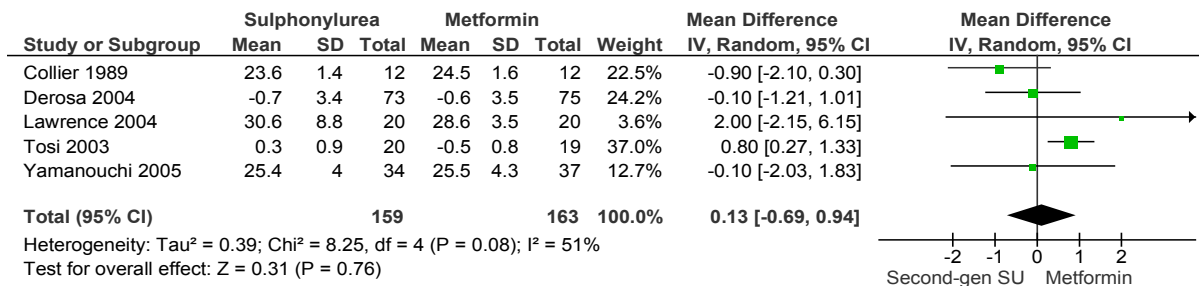 Sulphonylurea Metformin Mean Difference Mean Difference
Study or Subgroup Mean SD Total Mean SD Total Weight IV, Random, 95% CI IV, Random, 95% CI
Collier 1989 23.6 1.4 12 24.5 1.6 12 22.5% -0.90 [-2.10, 0.30]
Derosa 2004 -0.7 3.4 73 -0.6 3.5 75 24.2% -0.10 [-1.21, 1.01]
Lawrence 2004 30.6 8.8 20 28.6 3.5 20 3.6% 2.00 [-2.15, 6.15]
Tosi 2003 0.3 0.9 20 -0.5 0.8 19 37.0% 0.80 [0.27, 1.33]
Yamanouchi 2005 25.4 4 34 25.5 4.3 37 12.7% -0.10 [-2.03, 1.83]
Total (95% CI) 159 163 100.0% 0.13 [-0.69, 0.94]
Heterogeneity: Tau² = 0.39; Chi² = 8.25, df = 4 (P = 0.08); I² = 51%
Test for overall effect: Z = 0.31 (P = 0.76)
-2 -1 0 1 2
Second-gen SU Metformin